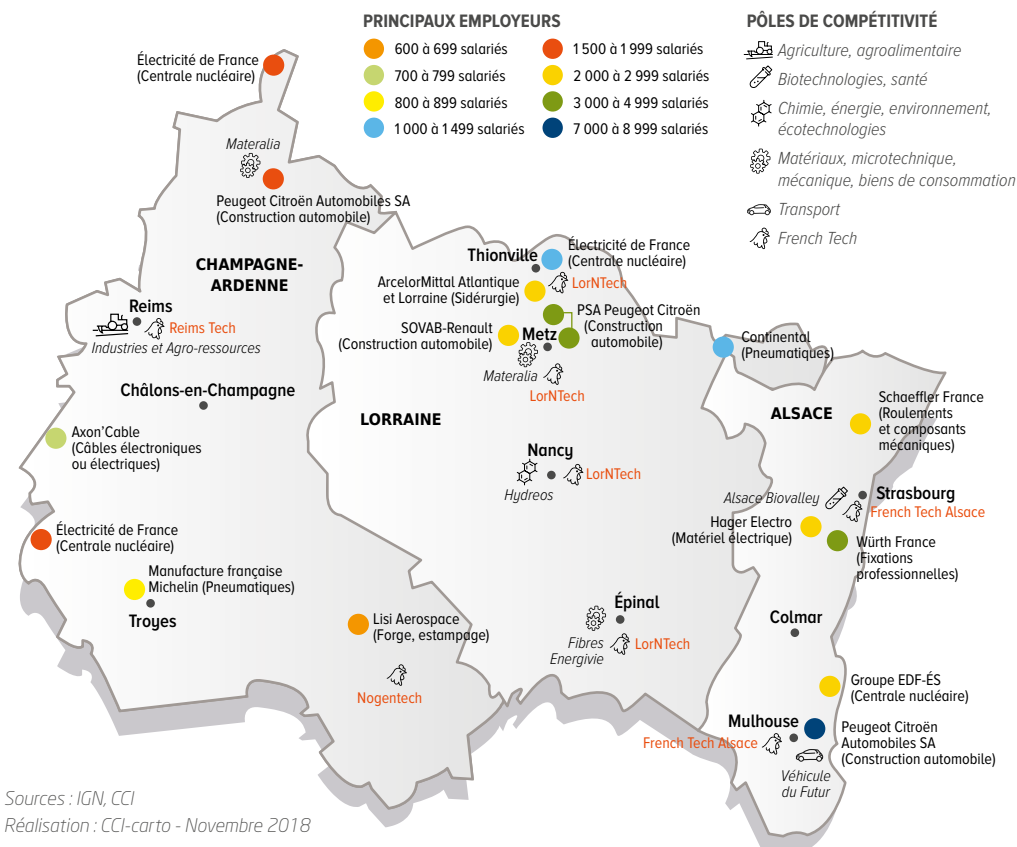 PRINCIPAUX EMPLOYEURS
600 à 699 salariés
700 à 799 salariés
800 à 899 salariés
1 000 à 1 499 salariés
1 500 à 1 999 salariés
2 000 à 2 999 salariés
3 000 à 4 999 salariés
7 000 à 8 999 salariés
PÔLES DE COMPÉTITIVITÉ
Agriculture, agroalimentaire
Biotechnologies, santé
Chimie, énergie, environnement,
écotechnologies
Matériaux, microtechnique,
mécanique, biens de consommation
Transport
French Tech
Électricité de France
(Centrale nucléaire)
Materalia
Peugeot Citroën Automobiles SA
(Construction automobile)
CHAMPAGNE-
ARDENNE
Reims
Reims Tech
Industries et Agro-ressources
Châlons-en-Champagne
Axon'Cable
(Câbles électroniques
ou électriques)
Électricité de France
(Centrale nucléaire)
Manufacture française
Michelin (Pneumatiques)
Troyes
Lisi Aerospace
(Forge, estampage)
Nogentech
Thionville
Électricité de France
(Centrale nucléaire)
LorNTech
ArcelorMittal Atlantique
et Lorraine (Sidérurgie)
PSA Peugeot Citroën
(Construction
automobile)
SOVAB-Renault
(Construction automobile)
Metz
Materalia
LorNTech
LORRAINE
Nancy
LorNTech
Hydreos
Épinal
Fibres
Energivie
LorNTech
Continental
(Pneumatiques)
ALSACE
Schaeffler France
(Roulements
et composants
mécaniques)
Alsace Biovalley
Strasbourg
French Tech Alsace
Hager Electro
(Matériel électrique)
Würth France
(Fixations
professionnelles)
Colmar
Groupe EDF-ÉS
(Centrale nucléaire)
Mulhouse
French Tech Alsace
Peugeot Citroën
Automobiles SA
(Construction automobile)
Véhicule
du Futur
Sources : IGN, CCI
Réalisation : CCI-carto - Novembre 2018